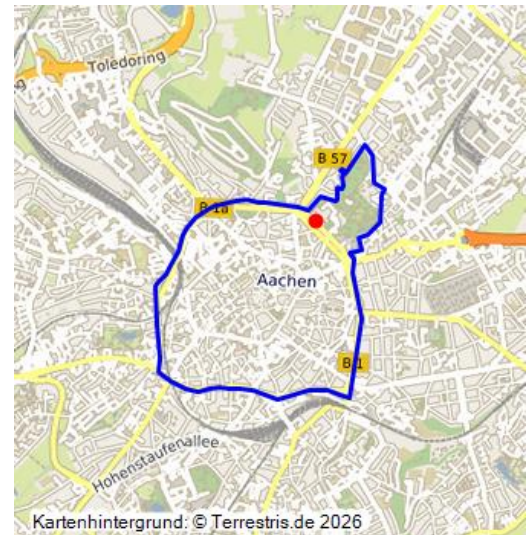 Toledoring
B 57
B 1a
Aachen
B 1
Hohenstaufenallee
Kartenhintergrund: © Terrestris.de 2026